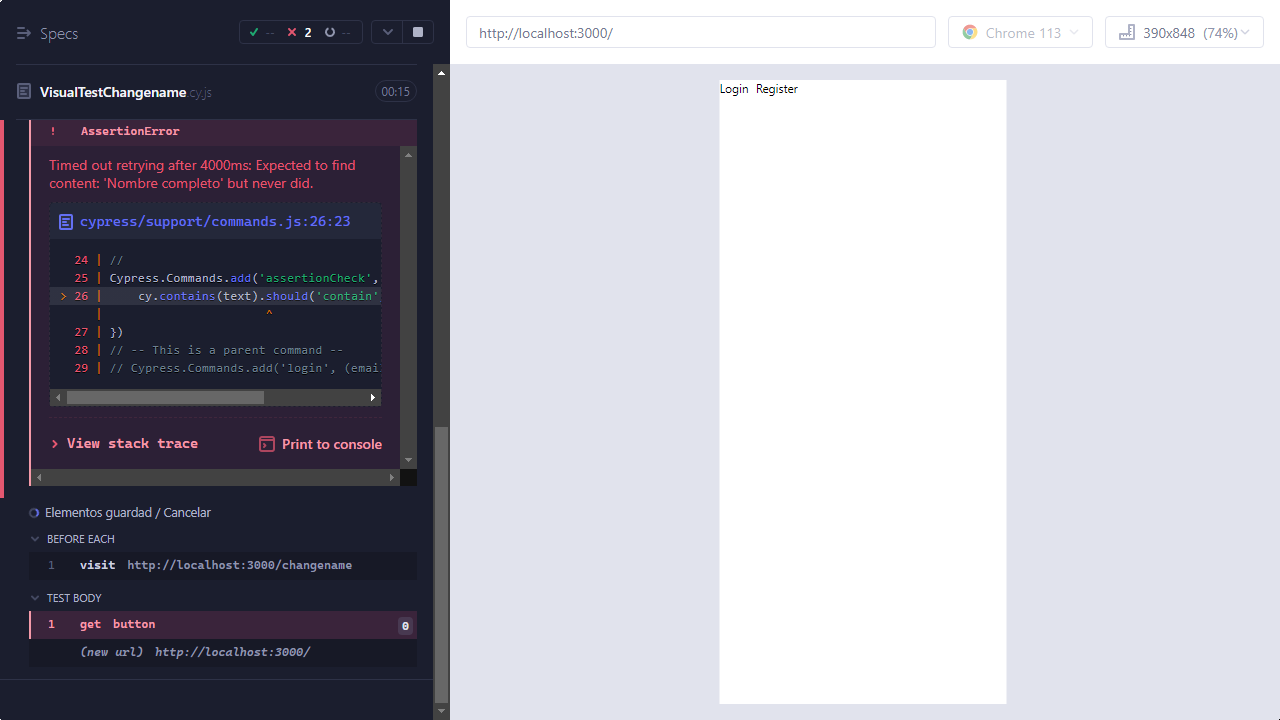 Specs
-- 2 --
VisualTestChangename.cy.js 00:15
! AssertionError
Timed out retrying after 4000ms: Expected to find
content: 'Nombre completo' but never did.
cypress/support/commands.js:26:23
24 | //
25 | Cypress.Commands.add('assertionCheck',
> 26 | cy.contains(text).should('contain'
| ^
27 | })
28 | // -- This is a parent command --
29 | // Cypress.Commands.add('login', (emai
> View stack trace Print to console
Elementos guardad / Cancelar
BEFORE EACH
1 visit http://localhost:3000/changename
TEST BODY
1 get button 0
(new url) http://localhost:3000/
http://localhost:3000/ Chrome 113 390x848 (74%)
Login Register